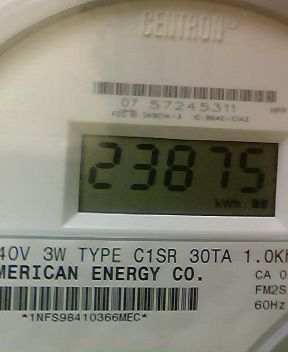 CENTRON®
07 57245311
23875
kWh
40V 3W TYPE C1SR 30TA 1.0K
MERICAN ENERGY CO.
CA 0
FM2S
60Hz
*1NFS98410366MEC*